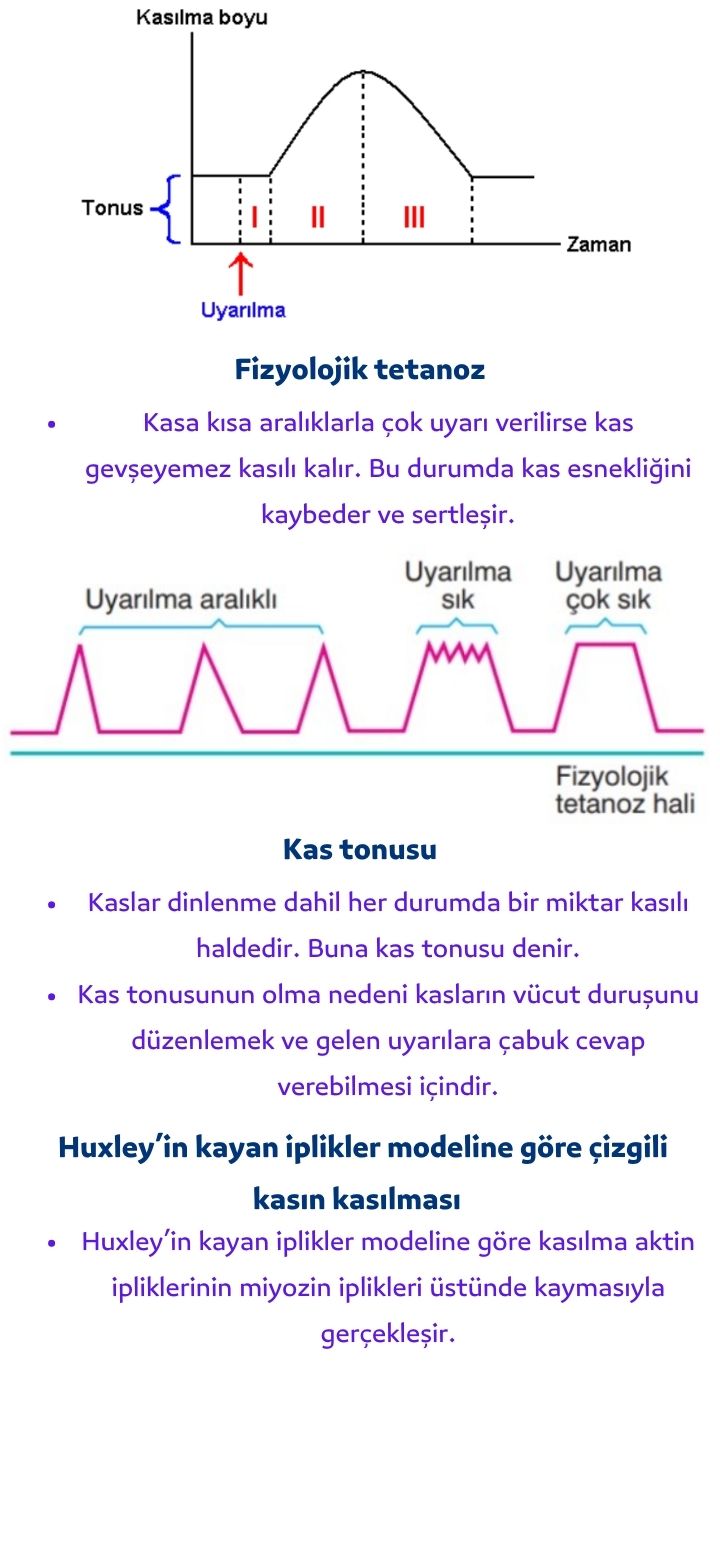 Kasılma boyu
Tonus
I
II
III
Zaman
Uyarılma
Fizyolojik tetanoz
• Kasa kısa aralıklarla çok uyarı verilirse kas
gevşeyemez kasılı kalır. Bu durumda kas esnekliğini
kaybeder ve sertleşir.
Uyarılma aralıklı
Uyarılma
sık
Uyarılma
çok sık
Fizyolojik
tetanoz hali
Kas tonusu
• Kaslar dinlenme dahil her durumda bir miktar kasılı
haldedir. Buna kas tonusu denir.
• Kas tonusunun olma nedeni kasların vücut duruşunu
düzenlemek ve gelen uyarılara çabuk cevap
verebilmesi içindir.
Huxley’in kayan iplikler modeline göre çizgili
kasın kasılması
• Huxley’in kayan iplikler modeline göre kasılma aktin
ipliklerinin miyozin iplikleri üstünde kaymasıyla
gerçekleşir.